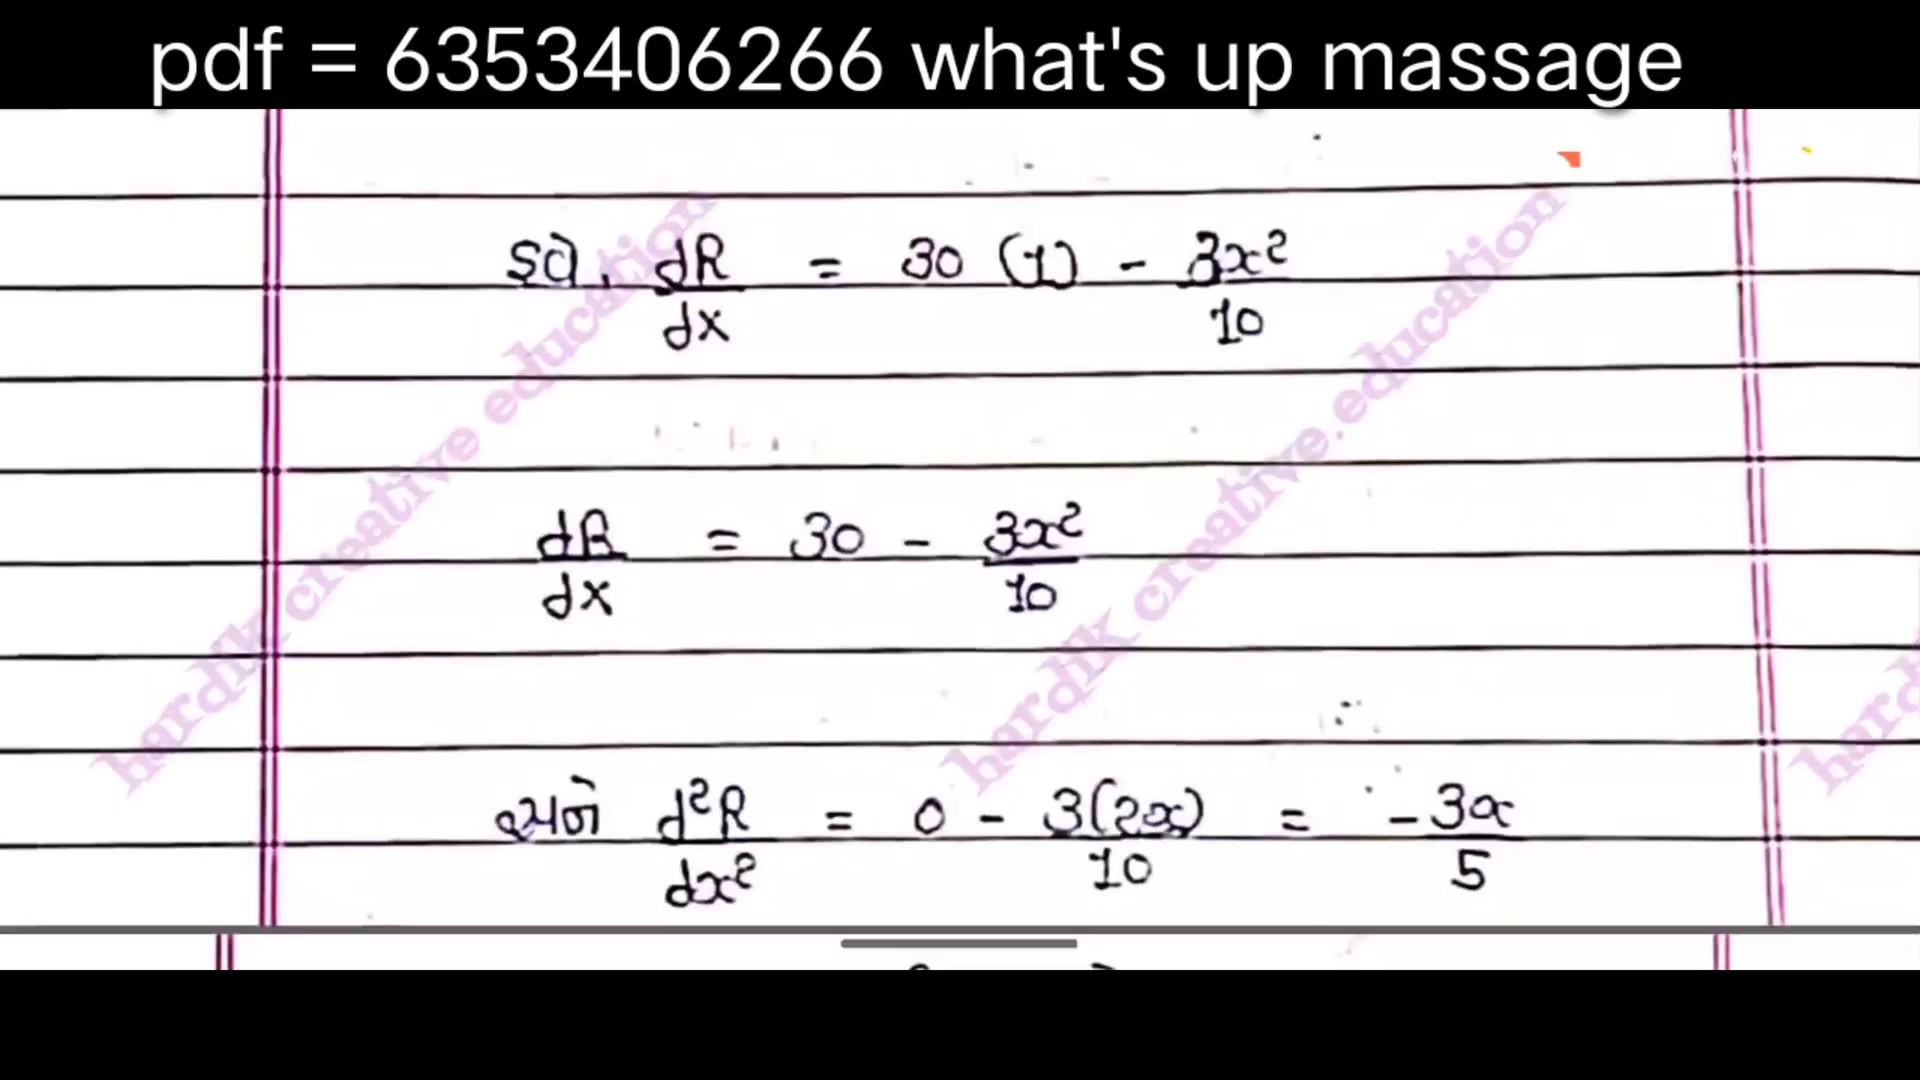 pdf = 6353406266 what's up massage
હવે, dR/dx = 30 (1) - 3x²/10
dR/dx = 30 - 3x²/10
અને d²R/dx² = 0 - 3(2x)/10 = -3x/5
hardik creative education
hardik creative education
hard